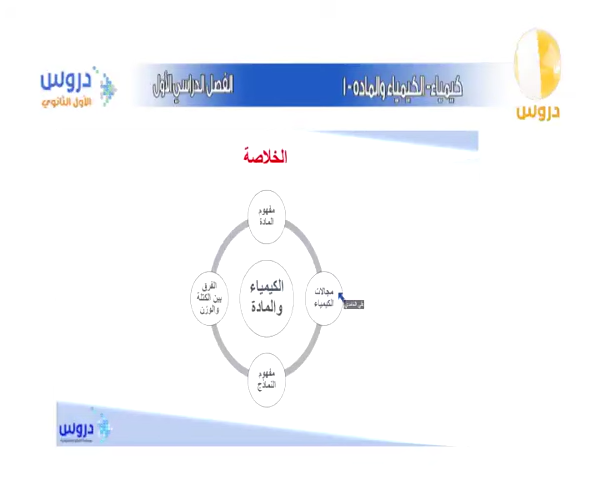 دروس
الأول الثانوي
الفصل الدراسي الأول
كيمياء- الكيمياء والماده - ١
دروس
الخلاصة
مفهوم
المادة
الفرق
بين الكتلة
والوزن
الكيمياء
والمادة
مجالات
الكيمياء
مفهوم
النماذج
دروس